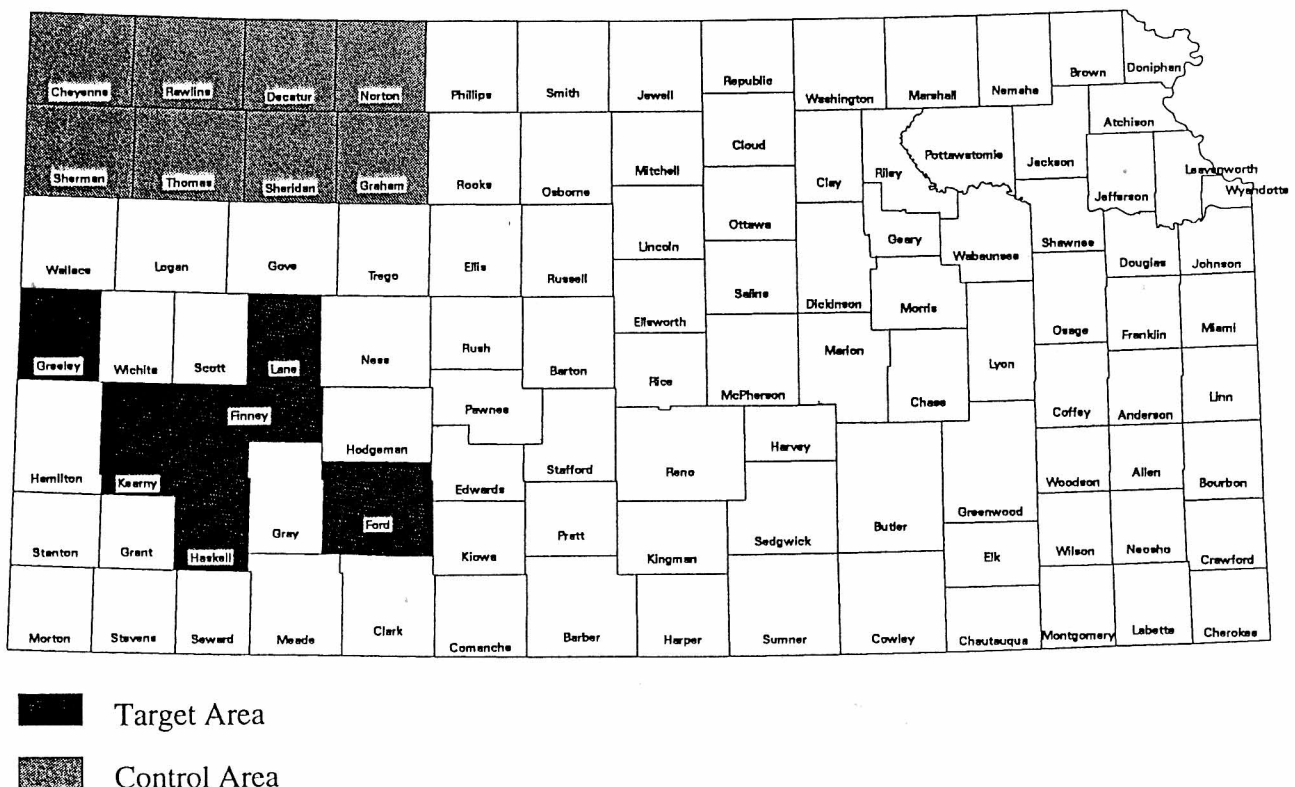 Cheyenne Rawlins Decatur Norton Phillips Smith Jewell Republic Washington Marshall Nemaha Brown Doniphan
Atchison
Sherman Thomas Sheridan Graham Rooks Osborne Mitchell Cloud Clay Riley Pottawatomie Jackson Jefferson Leavenworth
Wyandotte
Wallace Logan Gove Trego Ellis Russell Lincoln Ottawa Geary Wabaunsee Shawnee Douglas Johnson
Saline Dickinson Morris
Greeley Wichita Scott Lane Ness Rush Barton Ellsworth Marion Lyon Osage Franklin Miami
Rice McPherson Chase
Finney Pawnee Coffey Anderson Linn
Hamilton Kearny Hodgeman Edwards Stafford Reno Harvey Woodson Allen Bourbon
Greenwood
Stanton Grant Haskell Gray Ford Kiowa Pratt Kingman Sedgwick Butler Elk Wilson Neosho Crawford
Morton Stevens Seward Meade Clark Comanche Barber Harper Sumner Cowley Chautauqua Montgomery Labette Cherokee
Target Area
Control Area